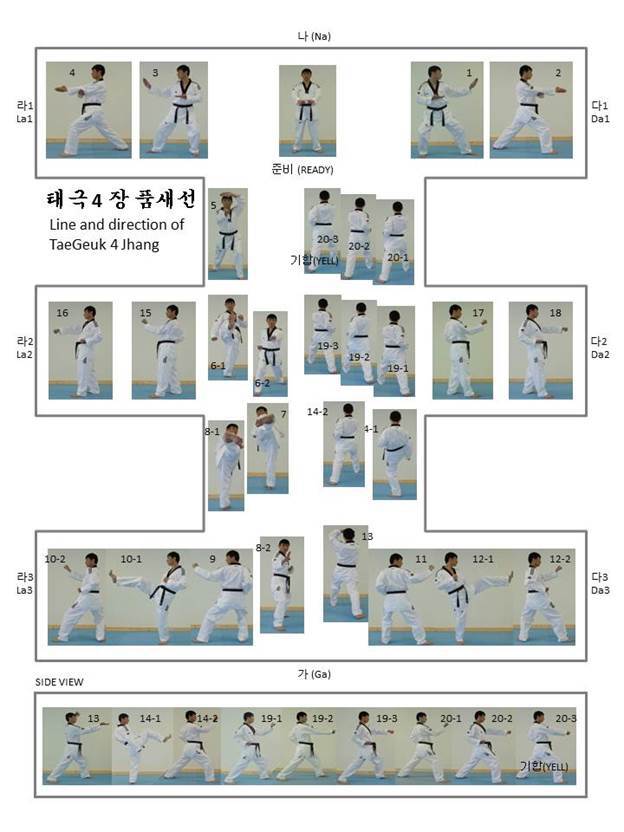 나 (Na)
4
3
1
2
라1
La1
다1
Da1
준비 (READY)
태극4장 품새선
Line and direction of
TaeGeuk 4 Jhang
5
20-3
20-2
20-1
기합(YELL)
16
15
17
18
라2
La2
다2
Da2
6-1
6-2
19-3
19-2
19-1
8-1
7
14-2
4-1
8-2
13
10-2
10-1
9
11
12-1
12-2
라3
La3
다3
Da3
가 (Ga)
SIDE VIEW
13
14-1
14-2
19-1
19-2
19-3
20-1
20-2
20-3
기합(YELL)